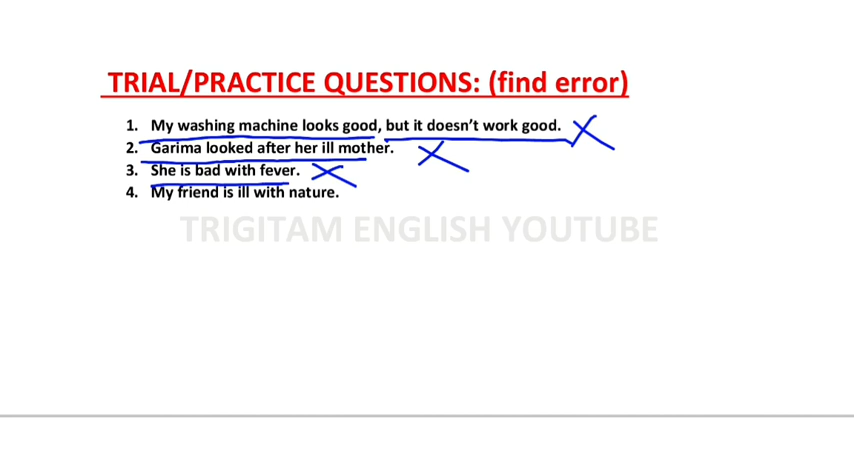 TRIAL/PRACTICE QUESTIONS: (find error)
1. My washing machine looks good, but it doesn't work good.
2. Garima looked after her ill mother.
3. She is bad with fever.
4. My friend is ill with nature.
TRIGITAM ENGLISH YOUTUBE